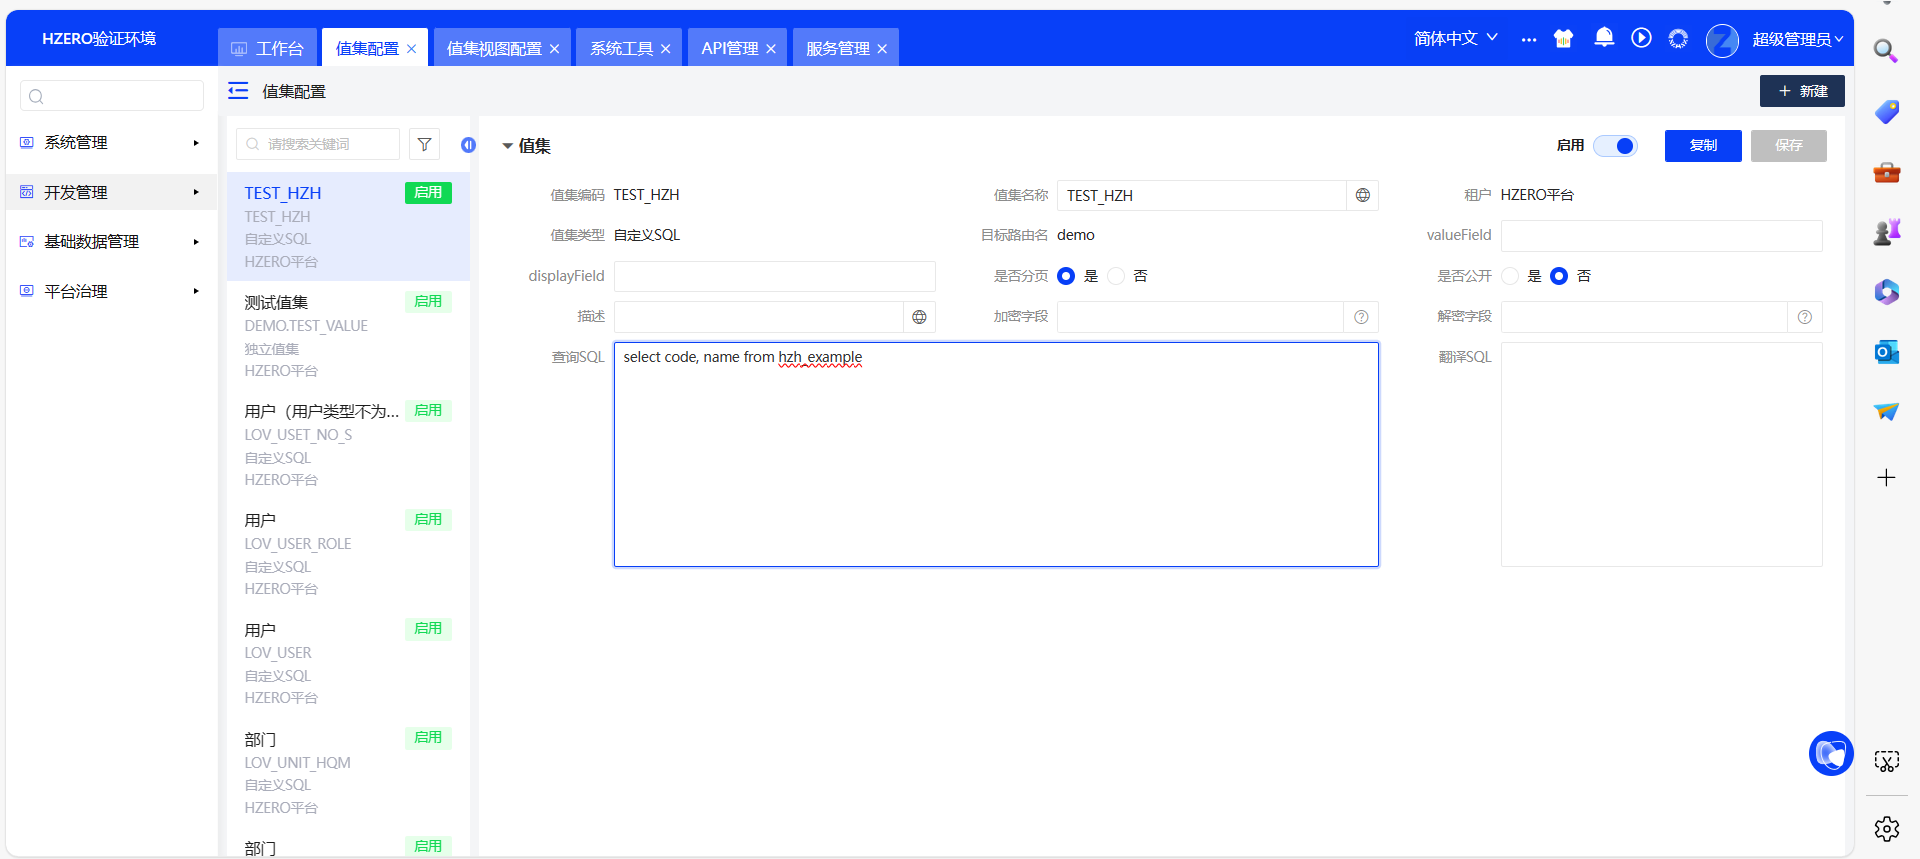 HZERO验证环境
工作台
值集配置
值集视图配置
系统工具
API管理
服务管理
简体中文
超级管理员
系统管理
开发管理
基础数据管理
平台治理
值集配置
新建
请搜索关键词
TEST_HZH 启用
TEST_HZH
自定义SQL
HZERO平台
测试值集 启用
DEMO.TEST_VALUE
独立值集
HZERO平台
用户（用户类型不为... 启用
LOV_USET_NO_S
自定义SQL
HZERO平台
用户 启用
LOV_USER_ROLE
自定义SQL
HZERO平台
用户 启用
LOV_USER
自定义SQL
HZERO平台
部门 启用
LOV_UNIT_HQM
自定义SQL
HZERO平台
部门 启用
值集
启用
复制
保存
值集编码 TEST_HZH 值集名称 TEST_HZH 租户 HZERO平台
值集类型 自定义SQL 目标路由名 demo valueField
displayField 是否分页 是 否 是否公开 是 否
描述 加密字段 解密字段
查询SQL select code, name from hzh_example 翻译SQL